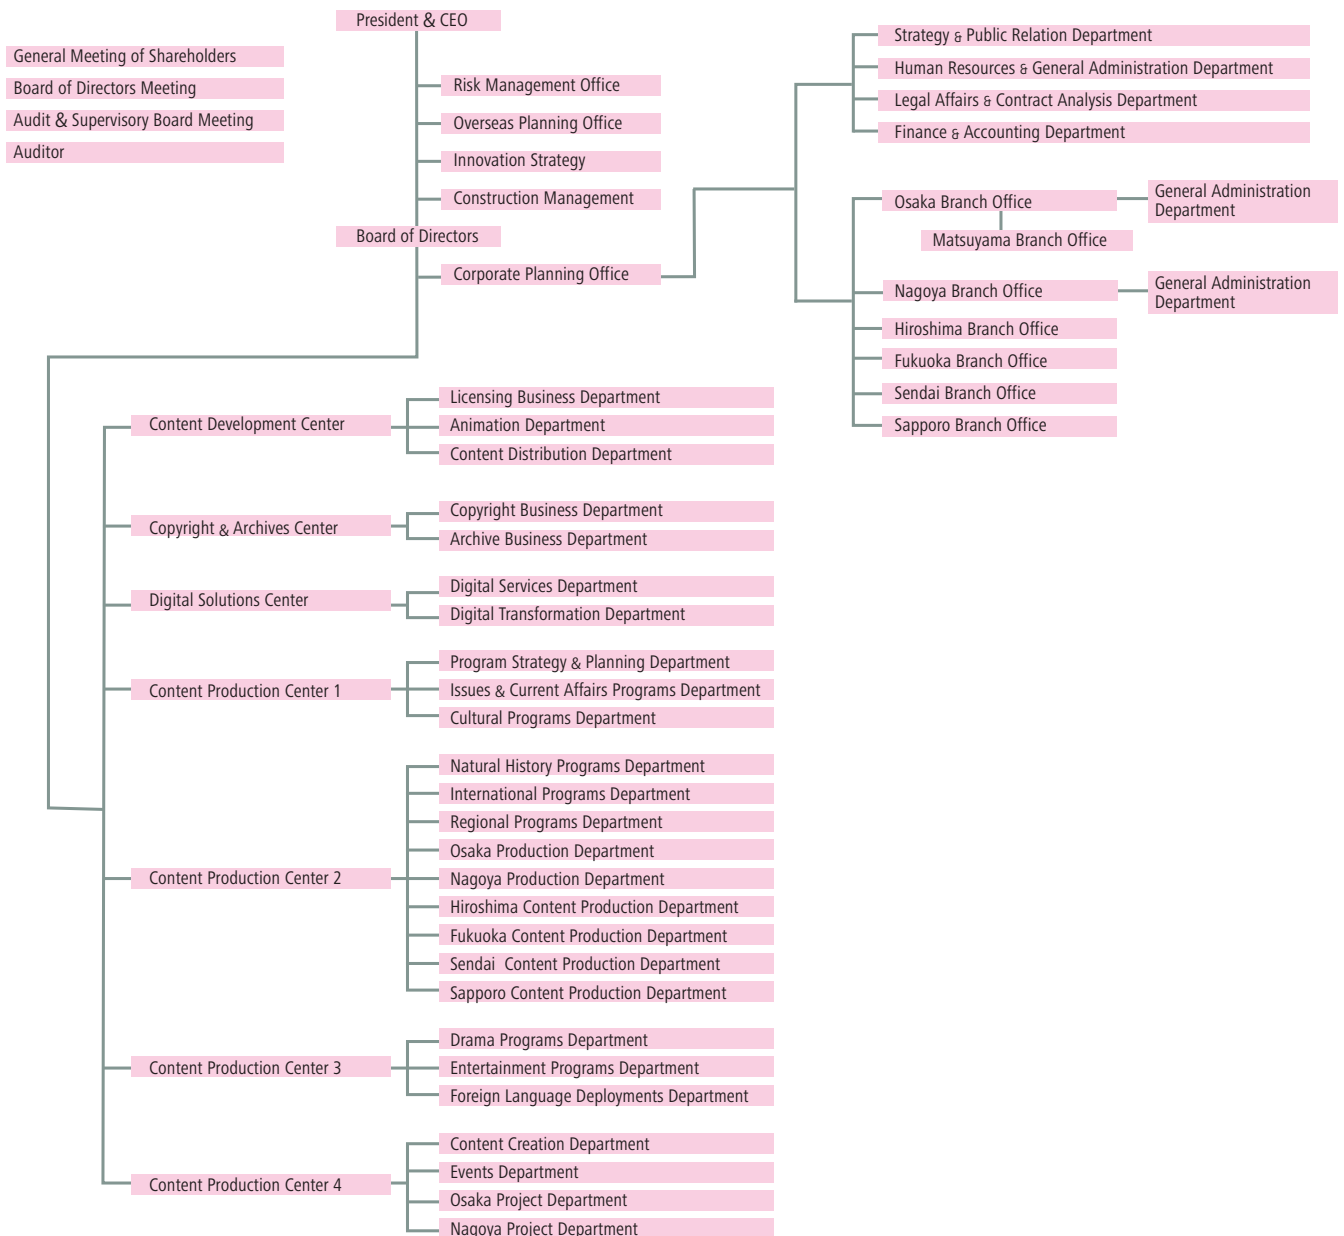 President & CEO
General Meeting of Shareholders
Board of Directors Meeting
Audit & Supervisory Board Meeting
Auditor
Risk Management Office
Overseas Planning Office
Innovation Strategy
Construction Management
Board of Directors
Corporate Planning Office
Strategy & Public Relation Department
Human Resources & General Administration Department
Legal Affairs & Contract Analysis Department
Finance & Accounting Department
Osaka Branch Office
General Administration
Department
Matsuyama Branch Office
Nagoya Branch Office
General Administration
Department
Hiroshima Branch Office
Fukuoka Branch Office
Sendai Branch Office
Sapporo Branch Office
Content Development Center
Licensing Business Department
Animation Department
Content Distribution Department
Copyright & Archives Center
Copyright Business Department
Archive Business Department
Digital Solutions Center
Digital Services Department
Digital Transformation Department
Content Production Center 1
Program Strategy & Planning Department
Issues & Current Affairs Programs Department
Cultural Programs Department
Content Production Center 2
Natural History Programs Department
International Programs Department
Regional Programs Department
Osaka Production Department
Nagoya Production Department
Hiroshima Content Production Department
Fukuoka Content Production Department
Sendai  Content Production Department
Sapporo Content Production Department
Content Production Center 3
Drama Programs Department
Entertainment Programs Department
Foreign Language Deployments Department
Content Production Center 4
Content Creation Department
Events Department
Osaka Project Department
Nagoya Project Department